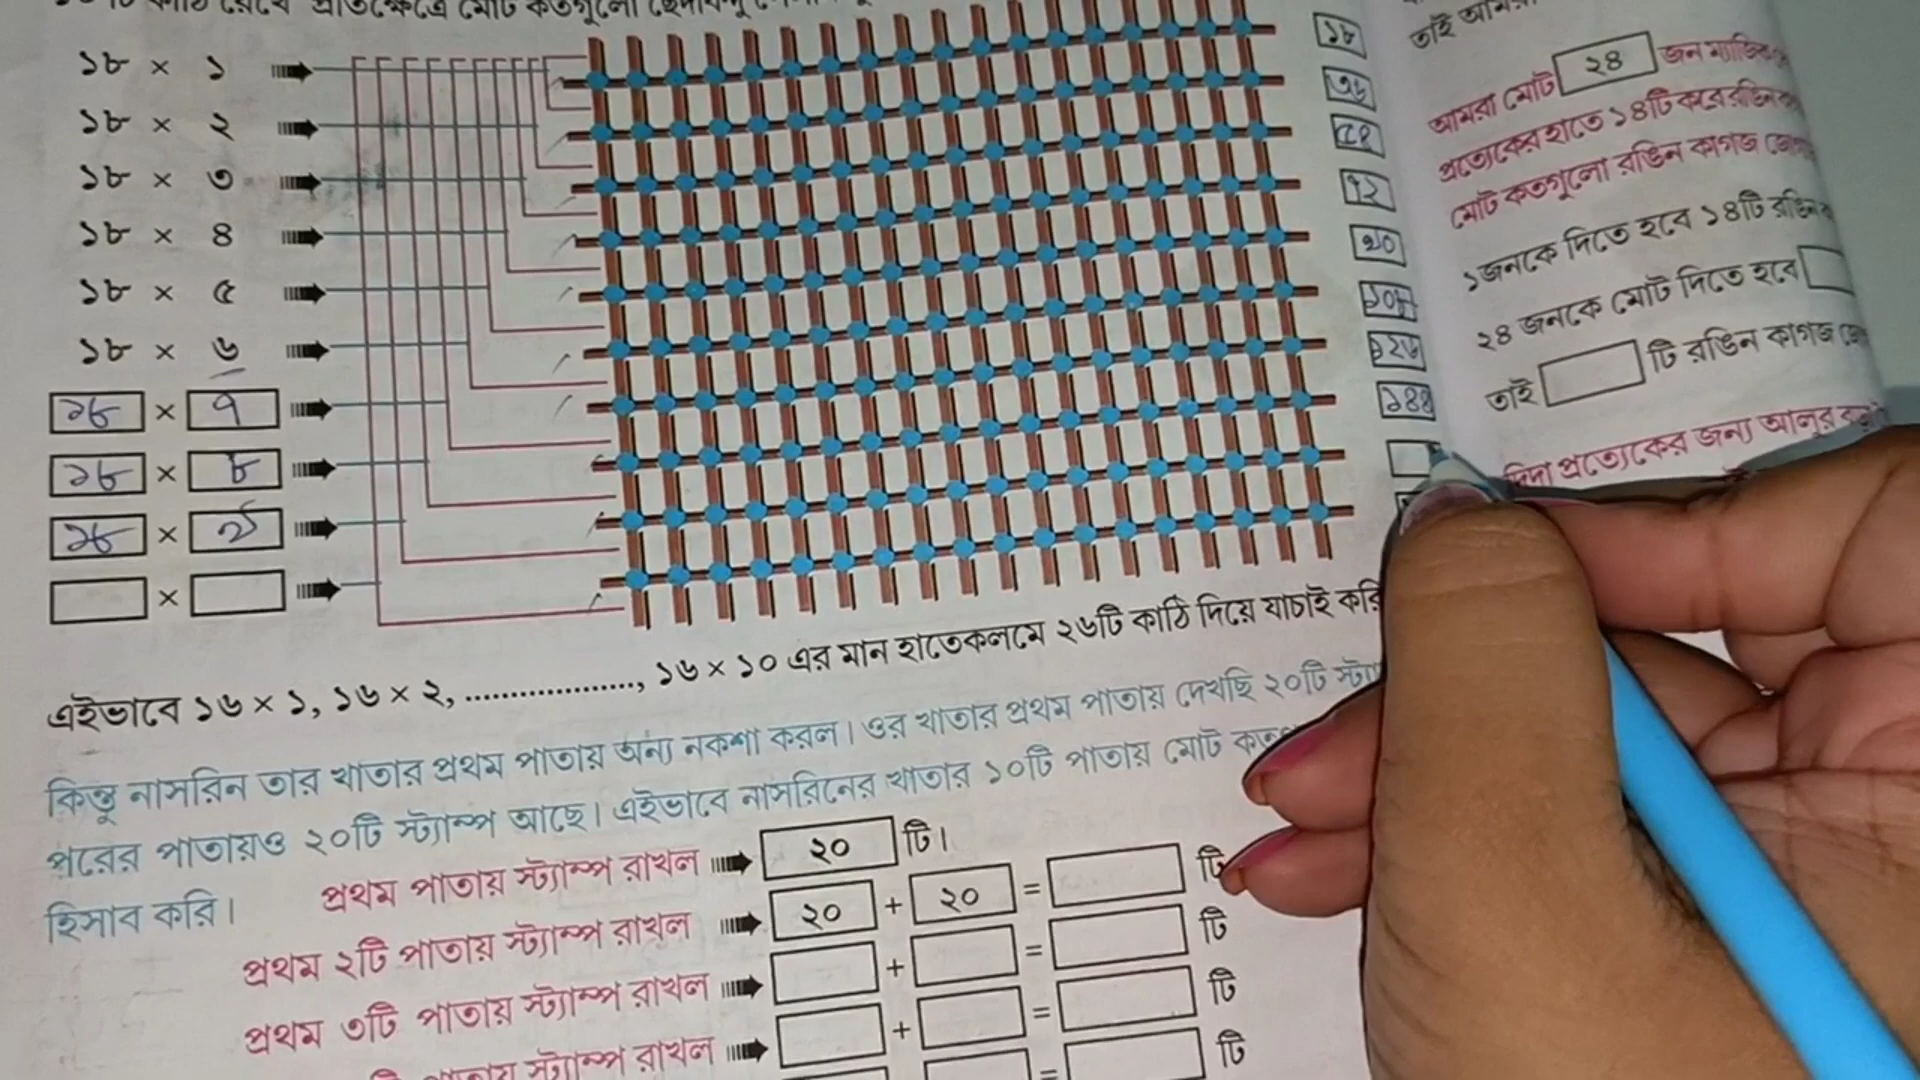 ১৮ × ১ ১৮
১৮ × ২ ৩৬
১৮ × ৩ ৫৪
১৮ × ৪ ৭২
১৮ × ৫ ৯০
১৮ × ৬ ১০৮
১৮ × ৭ ১২৬
১৮ × ৮ ১৪৪
১৮ × ৯
×
এইভাবে ১৬ × ১, ১৬ × ২, ..................., ১৬ × ১০ এর মান হাতেকলমে ২৬টি কাঠি দিয়ে যাচাই করি
কিন্তু নাসরিন তার খাতার প্রথম পাতায় অন্য নকশা করল। ওর খাতার প্রথম পাতায় দেখছি ২০টি
পরের পাতায়ও ২০টি স্ট্যাম্প আছে। এইভাবে নাসরিনের খাতার ১০টি পাতায় মোট
হিসাব করি।
প্রথম পাতায় স্ট্যাম্প রাখল ২০ টি।
প্রথম ২টি পাতায় স্ট্যাম্প রাখল ২০ + ২০ = টি
প্রথম ৩টি পাতায় স্ট্যাম্প রাখল + = টি
পাতায় স্ট্যাম্প রাখল + = টি
= টি
তাই
আমরা মোট ২৪ জন
প্রত্যেকের হাতে ১৪টি করে রঙিন
মোট কতগুলো রঙিন কাগজ
১ জনকে দিতে হবে ১৪টি রঙিন
২৪ জনকে মোট দিতে হবে
তাই টি রঙিন কাগজ
দিদা প্রত্যেকের জন্য আলুর